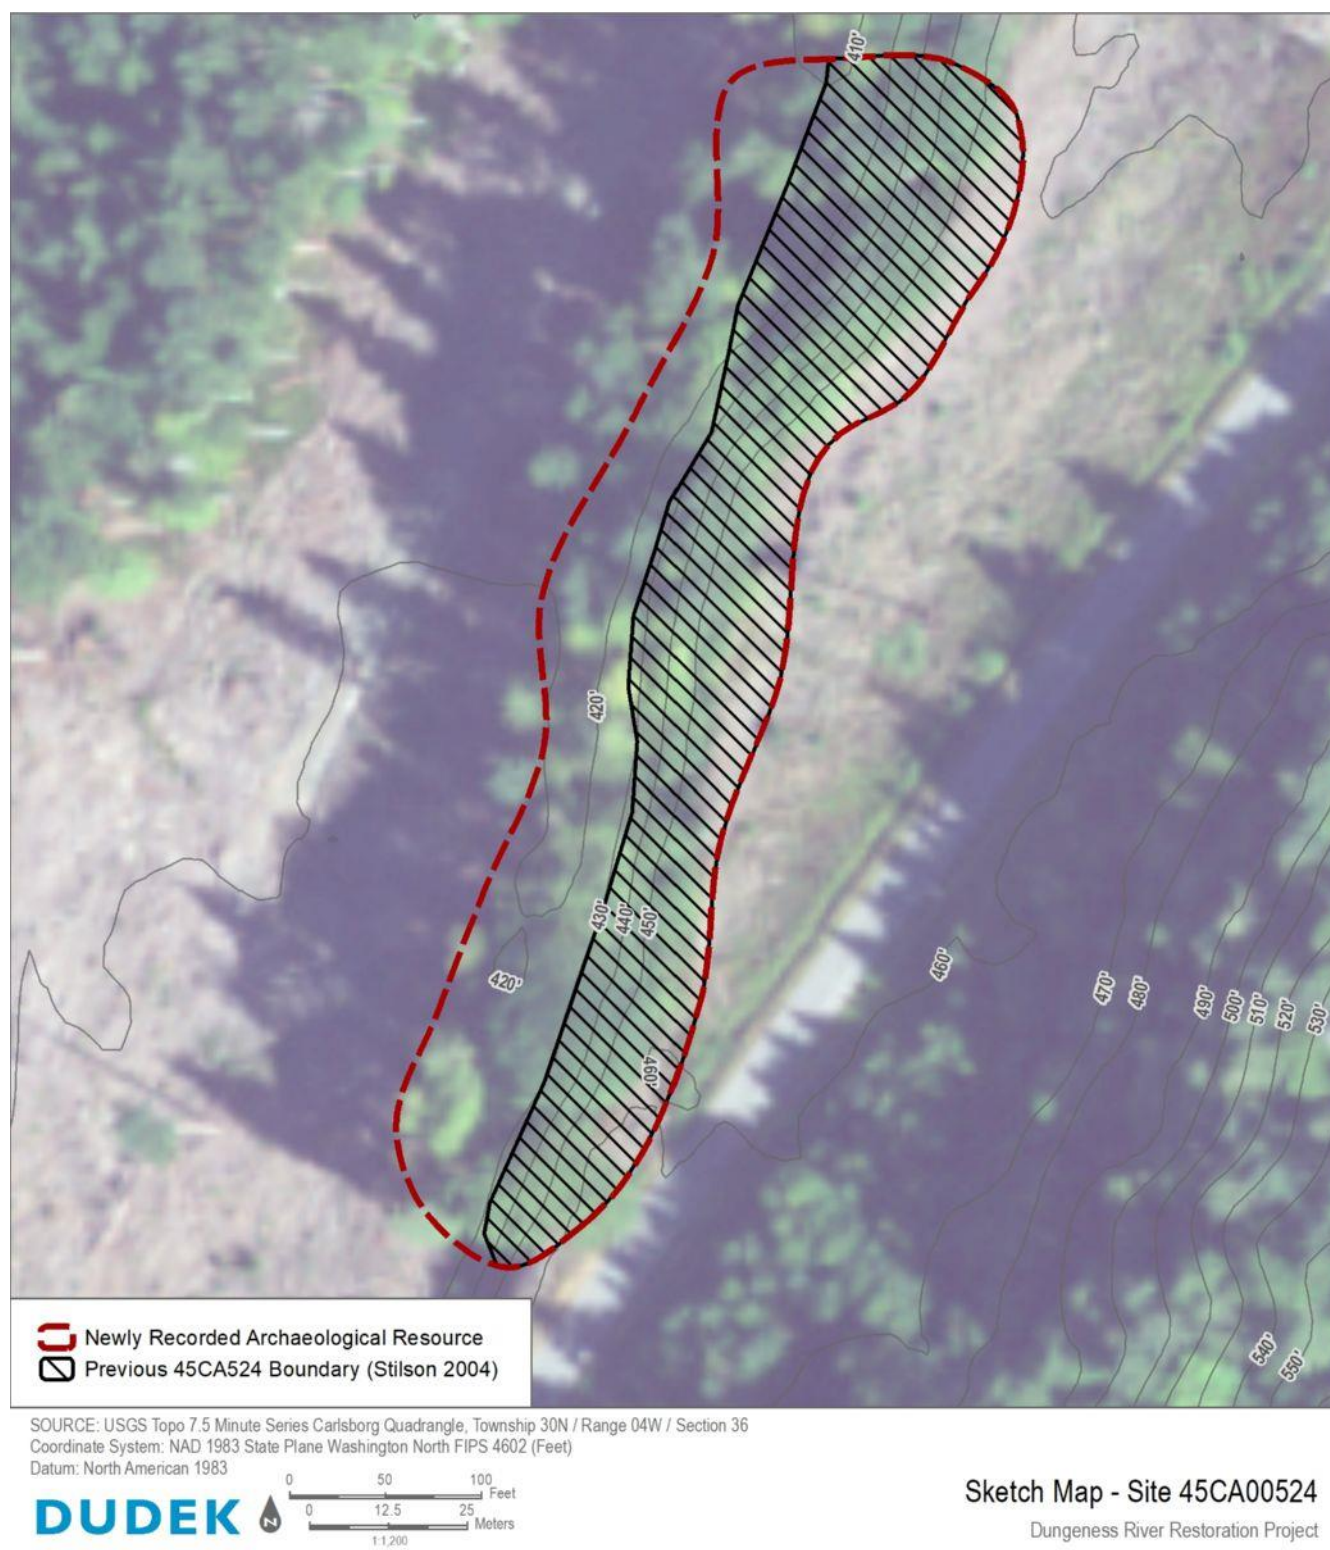 410'
420'
430'
440'
450'
420'
460'
460'
470'
480'
490'
500'
510'
520'
530'
540'
550'
Newly Recorded Archaeological Resource
Previous 45CA524 Boundary (Stilson 2004)
SOURCE: USGS Topo 7.5 Minute Series Carlsborg Quadrangle, Township 30N / Range 04W / Section 36
Coordinate System: NAD 1983 State Plane Washington North FIPS 4602 (Feet)
Datum: North American 1983
DUDEK
N
0 50 100
Feet
0 12.5 25
Meters
1:1,200
Sketch Map - Site 45CA00524
Dungeness River Restoration Project